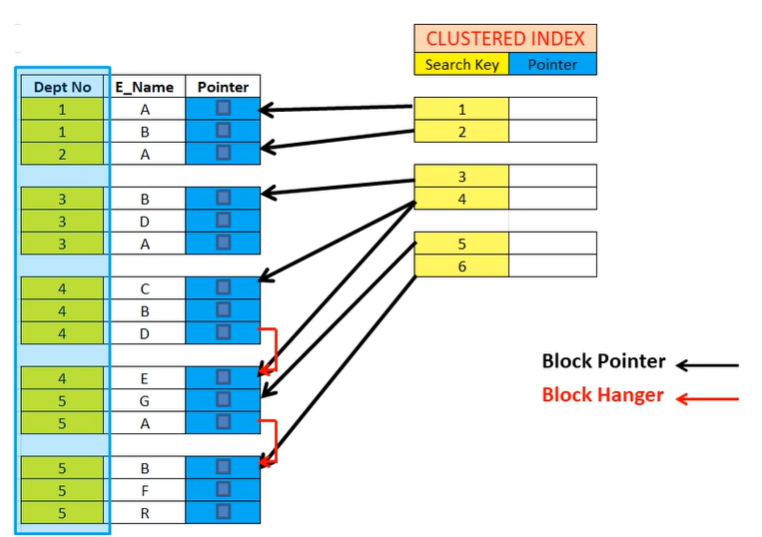 CLUSTERED INDEX
Search Key Pointer
Dept No E_Name Pointer
1 A
1 B
2 A
3 B
3 D
3 A
4 C
4 B
4 D
4 E
5 G
5 A
5 B
5 F
5 R
1
2
3
4
5
6
Block Pointer
Block Hanger